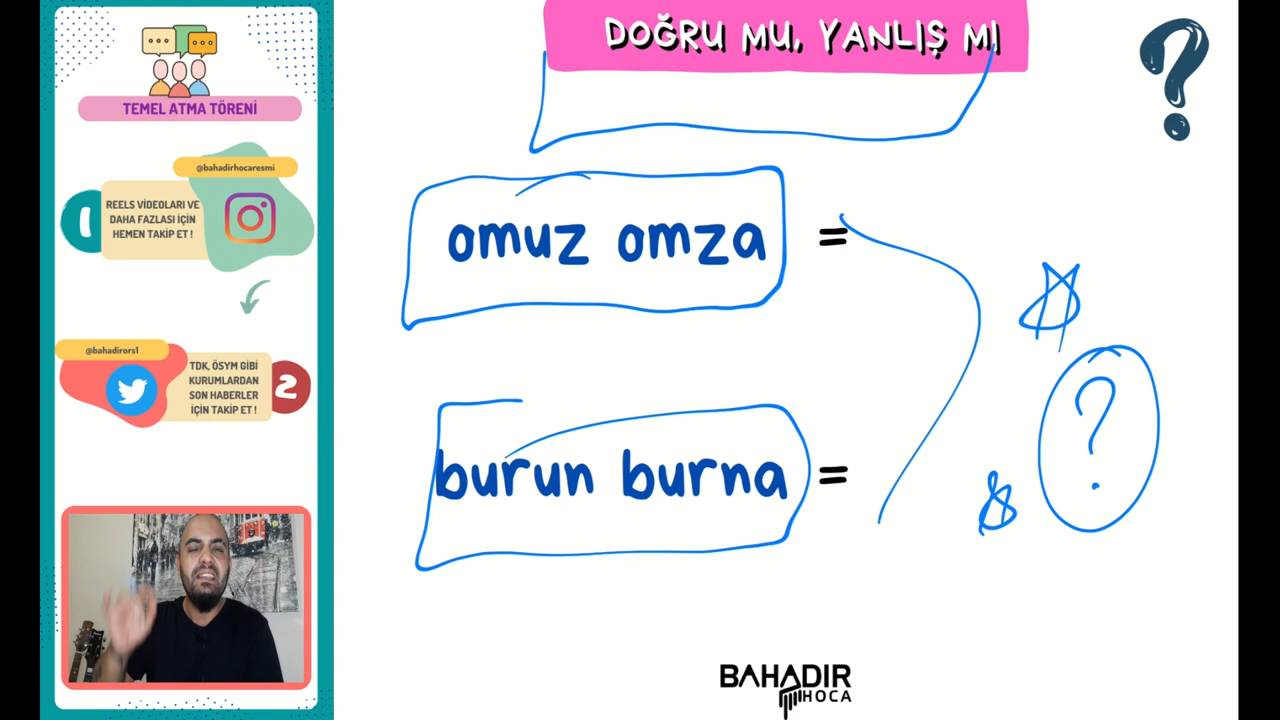 DOĞRU MU, YANLIŞ MI
?
TEMEL ATMA TÖRENİ
@bahadirhocaresmi
1
REELS VİDEOLARI VE
DAHA FAZLASI İÇİN
HEMEN TAKİP ET !
@bahadirors1
TDK, ÖSYM GİBİ
KURUMLARDAN
SON HABERLER
İÇİN TAKİP ET !
2
omuz omza =
burun burna =
?
BAHADIR
HOCA